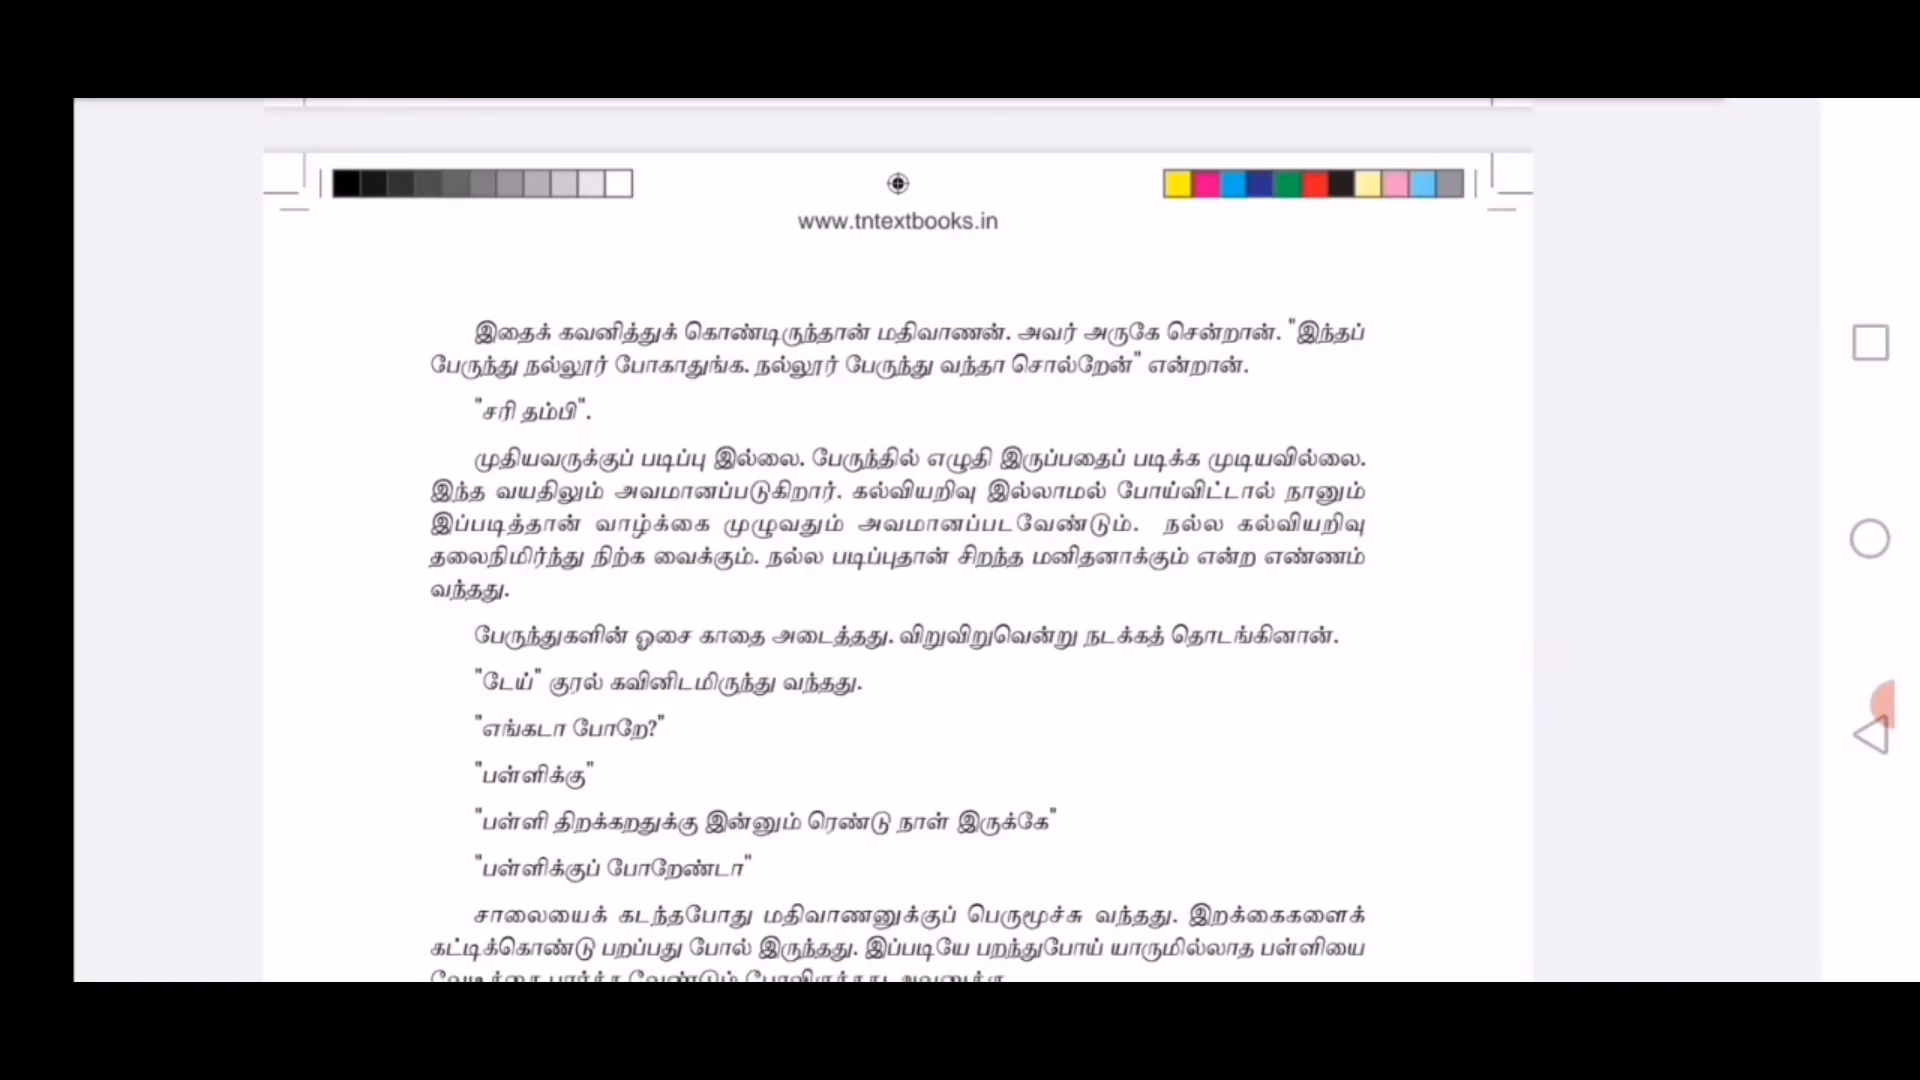 www.tntextbooks.in
இதைக் கவனித்துக் கொண்டிருந்தான் மதிவாணன். அவர் அருகே சென்றான். "இந்தப்
பேருந்து நல்லூர் போகாதுங்க. நல்லூர் பேருந்து வந்தா சொல்றேன்" என்றான்.
"சரி தம்பி".
முதியவருக்குப் படிப்பு இல்லை. பேருந்தில் எழுதி இருப்பதைப் படிக்க முடியவில்லை.
இந்த வயதிலும் அவமானப்படுகிறார். கல்வியறிவு இல்லாமல் போய்விட்டால் நானும்
இப்படித்தான் வாழ்க்கை முழுவதும் அவமானப்படவேண்டும். நல்ல கல்வியறிவு
தலைநிமிர்ந்து நிற்க வைக்கும். நல்ல படிப்புதான் சிறந்த மனிதனாக்கும் என்ற எண்ணம்
வந்தது.
பேருந்துகளின் ஓசை காதை அடைத்தது. விறுவிறுவென்று நடக்கத் தொடங்கினான்.
"டேய்" குரல் கவினிடமிருந்து வந்தது.
"எங்கடா போறே?"
"பள்ளிக்கு"
"பள்ளி திறக்கறதுக்கு இன்னும் ரெண்டு நாள் இருக்கே"
"பள்ளிக்குப் போறேண்டா"
சாலையைக் கடந்தபோது மதிவாணனுக்குப் பெருமூச்சு வந்தது. இறக்கைகளைக்
கட்டிக்கொண்டு பறப்பது போல் இருந்தது. இப்படியே பறந்துபோய் யாருமில்லாத பள்ளியை